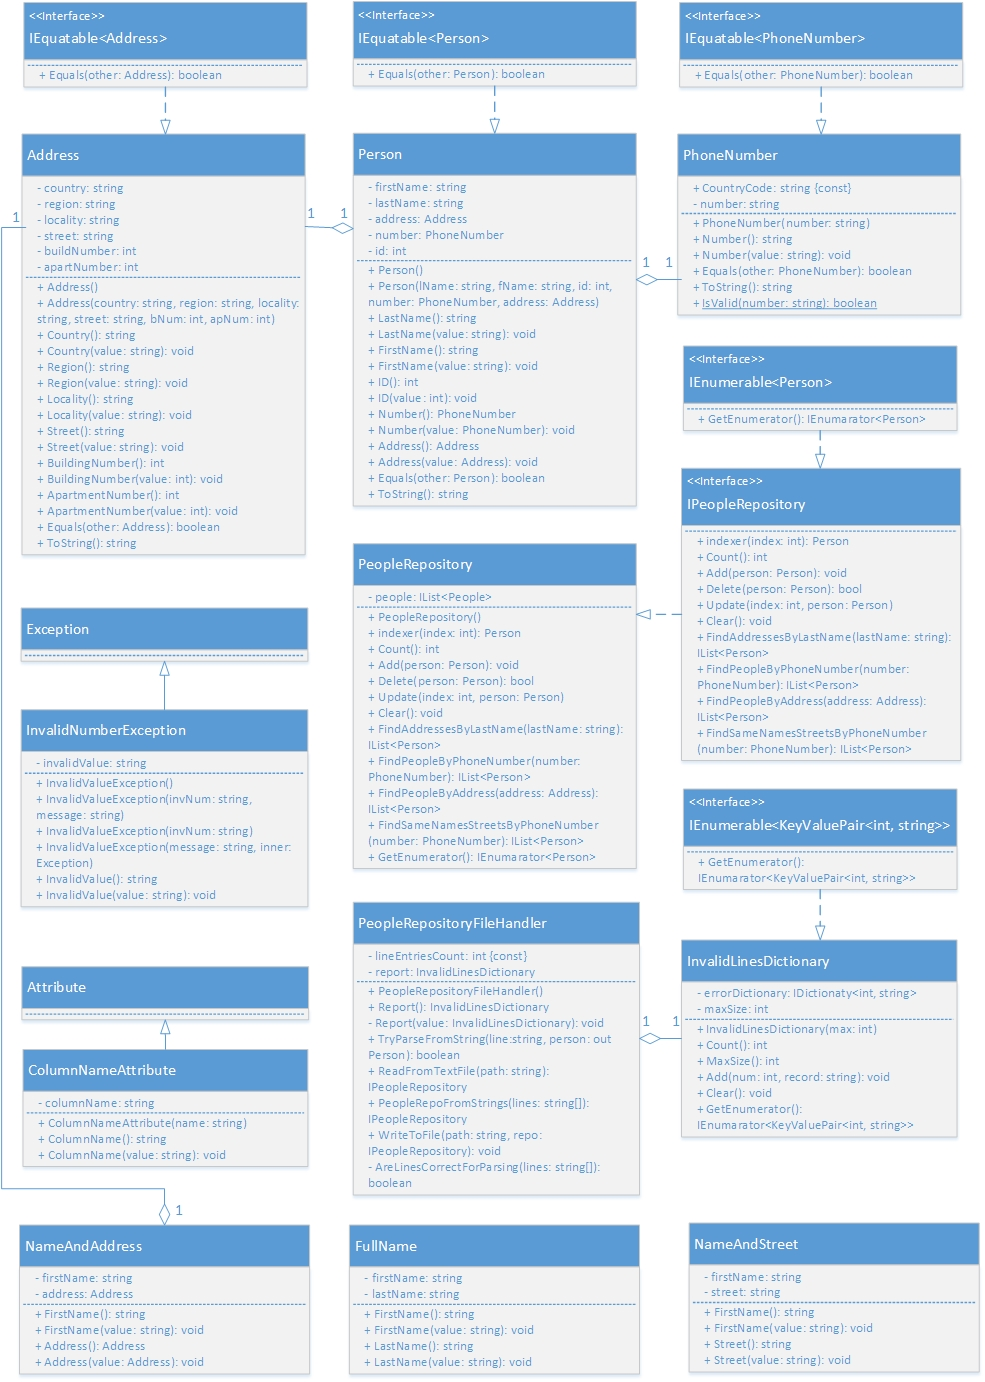 <<Interface>>
IEquatable<Address>
+ Equals(other: Address): boolean
<<Interface>>
IEquatable<Person>
+ Equals(other: Person): boolean
<<Interface>>
IEquatable<PhoneNumber>
+ Equals(other: PhoneNumber): boolean
Address
- country: string
- region: string
- locality: string
- street: string
- buildNumber: int
- apartNumber: int
+ Address()
+ Address(country: string, region: string, locality:
string, street: string, bNum: int, apNum: int)
+ Country(): string
+ Country(value: string): void
+ Region(): string
+ Region(value: string): void
+ Locality(): string
+ Locality(value: string): void
+ Street(): string
+ Street(value: string): void
+ BuildingNumber(): int
+ BuildingNumber(value: int): void
+ ApartmentNumber(): int
+ ApartmentNumber(value: int): void
+ Equals(other: Address): boolean
+ ToString(): string
1
1
1
Person
- firstName: string
- lastName: string
- address: Address
- number: PhoneNumber
- id: int
+ Person()
+ Person(lName: string, fName: string, id: int,
number: PhoneNumber, address: Address)
+ LastName(): string
+ LastName(value: string): void
+ FirstName(): string
+ FirstName(value: string): void
+ ID(): int
+ ID(value: int): void
+ Number(): PhoneNumber
+ Number(value: PhoneNumber): void
+ Address(): Address
+ Address(value: Address): void
+ Equals(other: Person): boolean
+ ToString(): string
1
1
PhoneNumber
+ CountryCode: string {const}
- number: string
+ PhoneNumber(number: string)
+ Number(): string
+ Number(value: string): void
+ Equals(other: PhoneNumber): boolean
+ ToString(): string
+ IsValid(number: string): boolean
<<Interface>>
IEnumerable<Person>
+ GetEnumerator(): IEnumarator<Person>
<<Interface>>
IPeopleRepository
+ indexer(index: int): Person
+ Count(): int
+ Add(person: Person): void
+ Delete(person: Person): bool
+ Update(index: int, person: Person)
+ Clear(): void
+ FindAddressesByLastName(lastName: string):
IList<Person>
+ FindPeopleByPhoneNumber(number:
PhoneNumber): IList<Person>
+ FindPeopleByAddress(address: Address):
IList<Person>
+ FindSameNamesStreetsByPhoneNumber
(number: PhoneNumber): IList<Person>
PeopleRepository
- people: IList<People>
+ PeopleRepository()
+ indexer(index: int): Person
+ Count(): int
+ Add(person: Person): void
+ Delete(person: Person): bool
+ Update(index: int, person: Person)
+ Clear(): void
+ FindAddressesByLastName(lastName: string):
IList<Person>
+ FindPeopleByPhoneNumber(number:
PhoneNumber): IList<Person>
+ FindPeopleByAddress(address: Address):
IList<Person>
+ FindSameNamesStreetsByPhoneNumber
(number: PhoneNumber): IList<Person>
+ GetEnumerator(): IEnumarator<Person>
Exception
InvalidNumberException
- invalidValue: string
+ InvalidValueException()
+ InvalidValueException(invNum: string,
message: string)
+ InvalidValueException(invNum: string)
+ InvalidValueException(message: string, inner:
Exception)
+ InvalidValue(): string
+ InvalidValue(value: string): void
<<Interface>>
IEnumerable<KeyValuePair<int, string>>
+ GetEnumerator():
IEnumarator<KeyValuePair<int, string>>
PeopleRepositoryFileHandler
- lineEntriesCount: int {const}
- report: InvalidLinesDictionary
+ PeopleRepositoryFileHandler()
+ Report(): InvalidLinesDictionary
- Report(value: InvalidLinesDictionary): void
+ TryParseFromString(line:string, person: out
Person): boolean
+ ReadFromTextFile(path: string):
IPeopleRepository
+ PeopleRepoFromStrings(lines: string[]):
IPeopleRepository
+ WriteToFile(path: string, repo:
IPeopleRepository): void
- AreLinesCorrectForParsing(lines: string[]):
boolean
1
1
InvalidLinesDictionary
- errorDictionary: IDictionaty<int, string>
- maxSize: int
+ InvalidLinesDictionary(max: int)
+ Count(): int
+ MaxSize(): int
+ Add(num: int, record: string): void
+ Clear(): void
+ GetEnumerator():
IEnumarator<KeyValuePair<int, string>>
Attribute
ColumnNameAttribute
- columnName: string
+ ColumnNameAttribute(name: string)
+ ColumnName(): string
+ ColumnName(value: string): void
1
NameAndAddress
- firstName: string
- address: Address
+ FirstName(): string
+ FirstName(value: string): void
+ Address(): Address
+ Address(value: Address): void
FullName
- firstName: string
- lastName: string
+ FirstName(): string
+ FirstName(value: string): void
+ LastName(): string
+ LastName(value: string): void
NameAndStreet
- firstName: string
- street: string
+ FirstName(): string
+ FirstName(value: string): void
+ Street(): string
+ Street(value: string): void